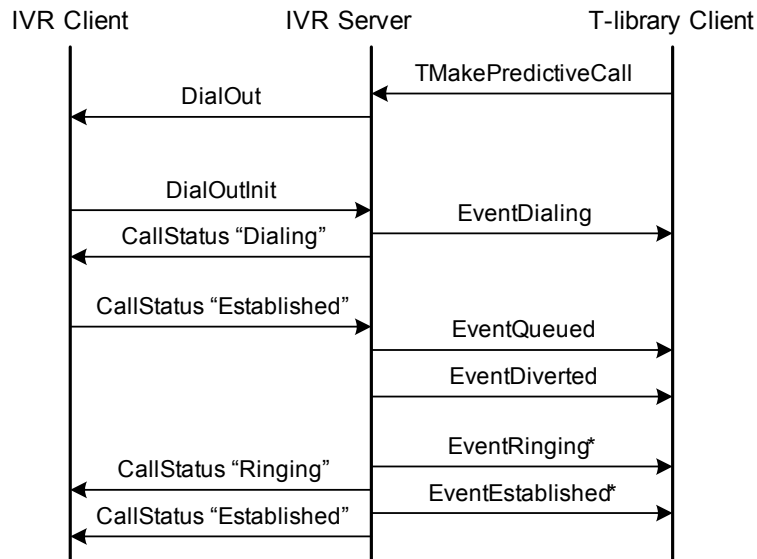 IVR Client
IVR Server
T-library Client
TMakePredictiveCall
DialOut
DialOutInit
EventDialing
CallStatus “Dialing”
CallStatus “Established”
EventQueued
EventDiverted
EventRinging*
CallStatus “Ringing”
EventEstablished*
CallStatus “Established”